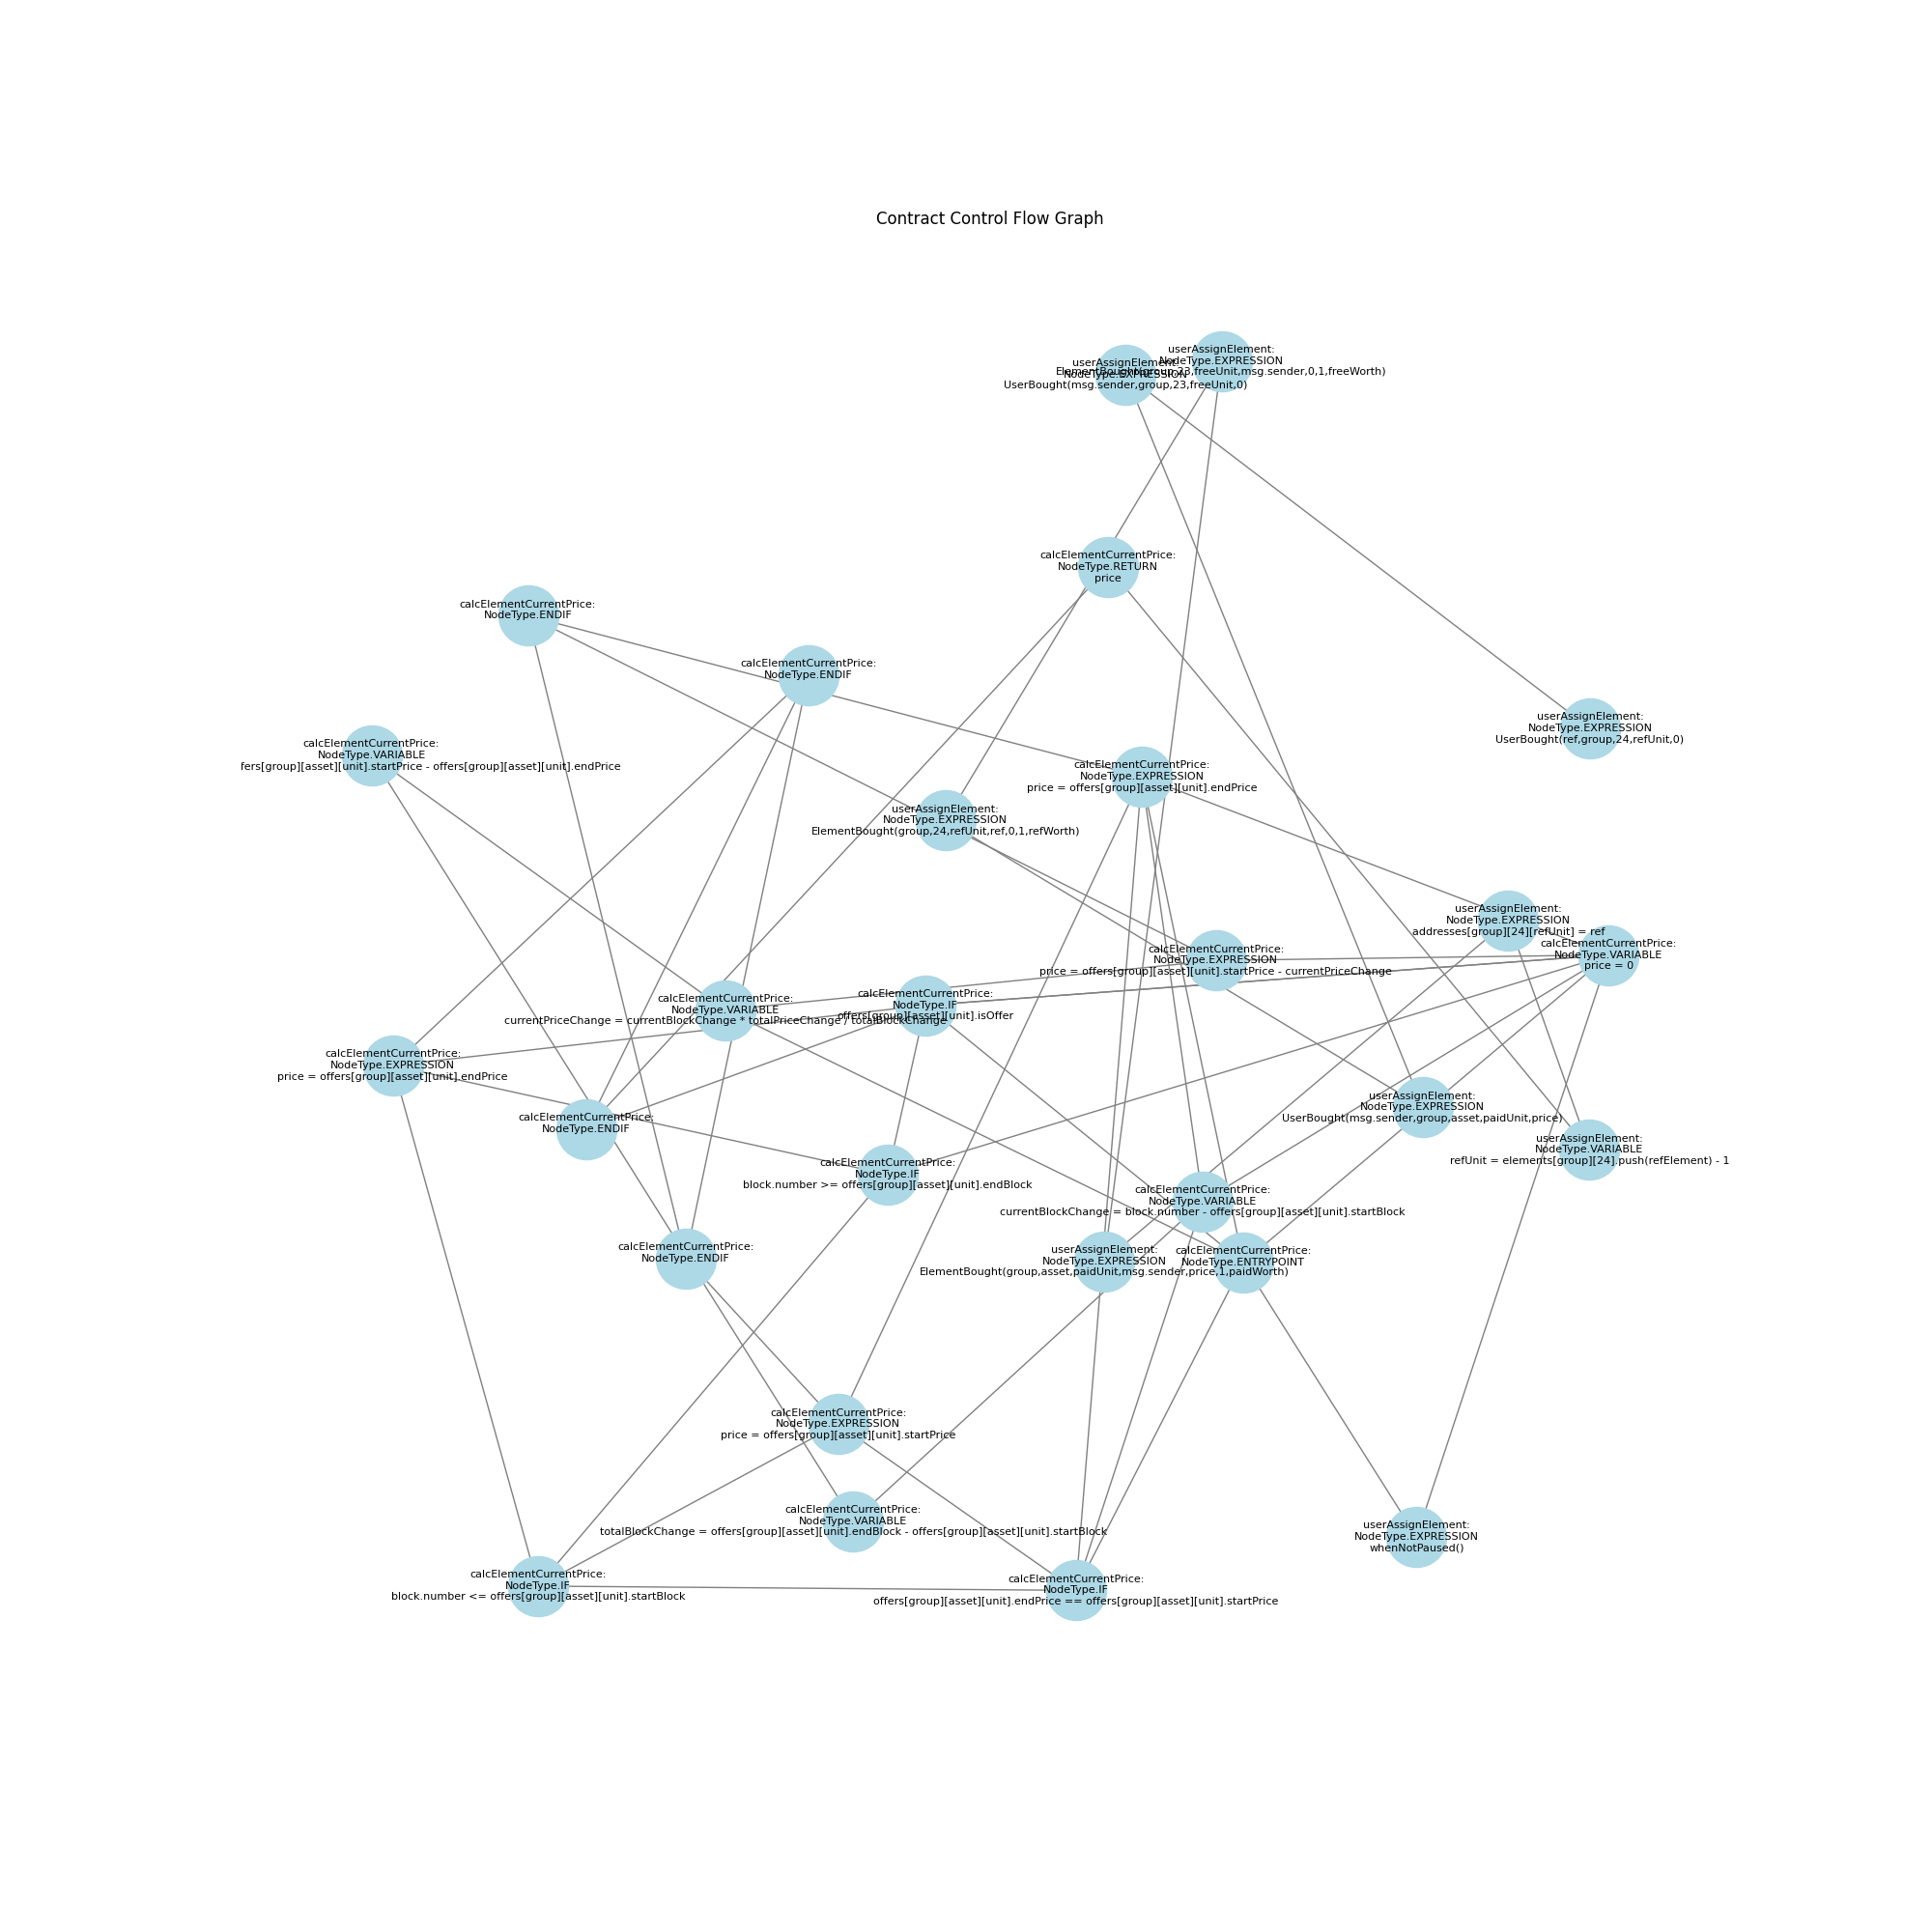 Contract Control Flow Graph
userAssignElement:
NodeType.EXPRESSION
ElementBought(group,23,freeUnit,msg.sender,0,1,freeWorth)
userAssignElement:
NodeType.EXPRESSION
UserBought(msg.sender,group,23,freeUnit,0)
calcElementCurrentPrice:
NodeType.RETURN
price
calcElementCurrentPrice:
NodeType.ENDIF
calcElementCurrentPrice:
NodeType.ENDIF
userAssignElement:
NodeType.EXPRESSION
UserBought(ref,group,24,refUnit,0)
calcElementCurrentPrice:
NodeType.VARIABLE
fers[group][asset][unit].startPrice - offers[group][asset][unit].endPrice
calcElementCurrentPrice:
NodeType.EXPRESSION
price = offers[group][asset][unit].endPrice
userAssignElement:
NodeType.EXPRESSION
ElementBought(group,24,refUnit,ref,0,1,refWorth)
userAssignElement:
NodeType.EXPRESSION
addresses[group][24][refUnit] = ref
calcElementCurrentPrice:
NodeType.VARIABLE
price = 0
calcElementCurrentPrice:
NodeType.EXPRESSION
price = offers[group][asset][unit].startPrice - currentPriceChange
calcElementCurrentPrice:
NodeType.IF
offers[group][asset][unit].isOffer
calcElementCurrentPrice:
NodeType.VARIABLE
currentPriceChange = currentBlockChange * totalPriceChange / totalBlockChange
calcElementCurrentPrice:
NodeType.EXPRESSION
price = offers[group][asset][unit].endPrice
userAssignElement:
NodeType.EXPRESSION
UserBought(msg.sender,group,asset,paidUnit,price)
calcElementCurrentPrice:
NodeType.ENDIF
userAssignElement:
NodeType.VARIABLE
refUnit = elements[group][24].push(refElement) - 1
calcElementCurrentPrice:
NodeType.IF
block.number >= offers[group][asset][unit].endBlock
calcElementCurrentPrice:
NodeType.VARIABLE
currentBlockChange = block.number - offers[group][asset][unit].startBlock
calcElementCurrentPrice:
NodeType.ENDIF
userAssignElement:
NodeType.EXPRESSION
ElementBought(group,asset,paidUnit,msg.sender,price,1,paidWorth)
calcElementCurrentPrice:
NodeType.ENTRYPOINT
calcElementCurrentPrice:
NodeType.EXPRESSION
price = offers[group][asset][unit].startPrice
calcElementCurrentPrice:
NodeType.VARIABLE
totalBlockChange = offers[group][asset][unit].endBlock - offers[group][asset][unit].startBlock
userAssignElement:
NodeType.EXPRESSION
whenNotPaused()
calcElementCurrentPrice:
NodeType.IF
block.number <= offers[group][asset][unit].startBlock
calcElementCurrentPrice:
NodeType.IF
offers[group][asset][unit].endPrice == offers[group][asset][unit].startPrice